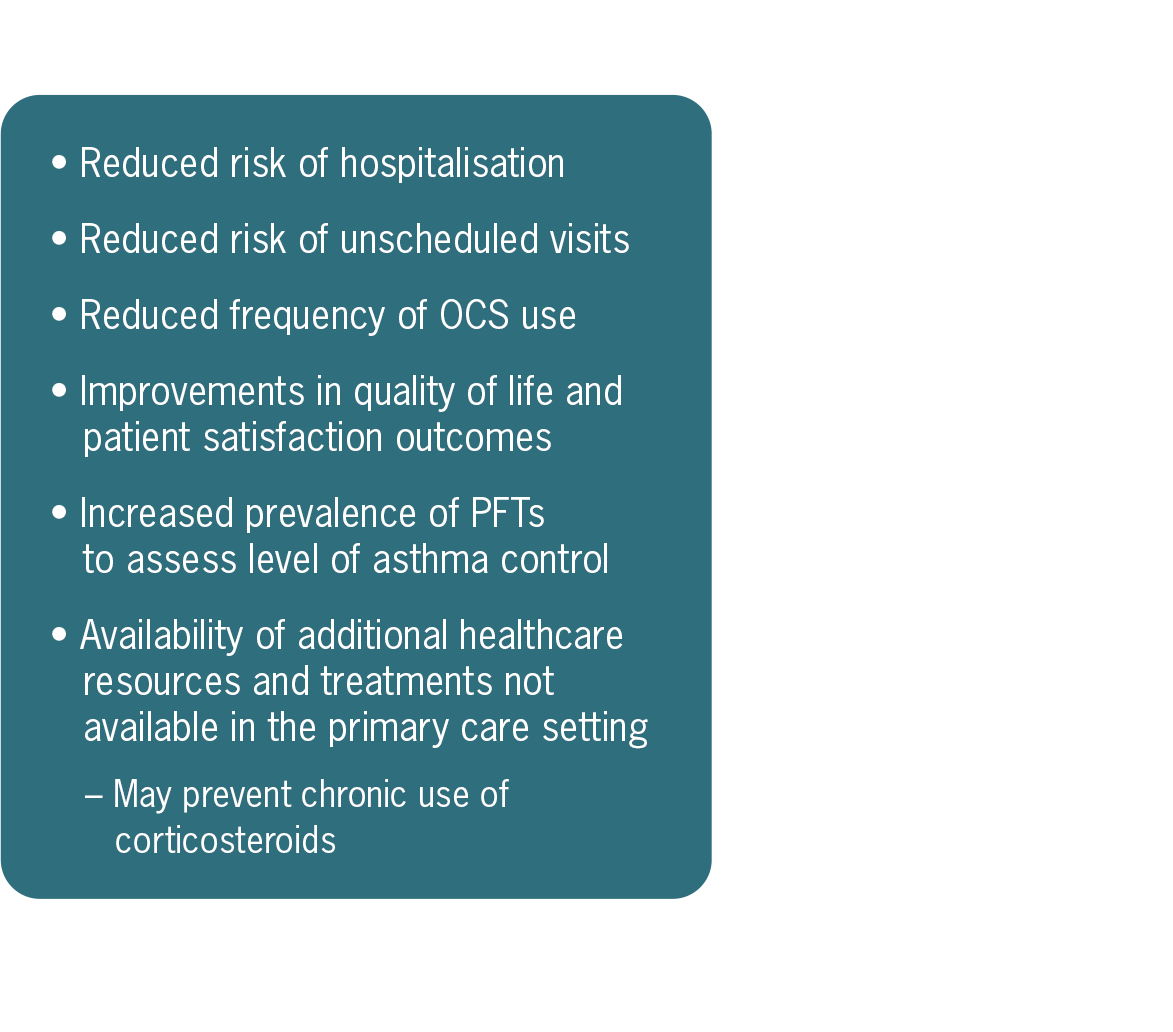 • Reduced risk of hospitalisation
• Reduced risk of unscheduled visits
• Reduced frequency of OCS use
• Improvements in quality of life and
patient satisfaction outcomes
• Increased prevalence of PFTs
to assess level of asthma control
• Availability of additional healthcare
resources and treatments not
available in the primary care setting
– May prevent chronic use of
corticosteroids